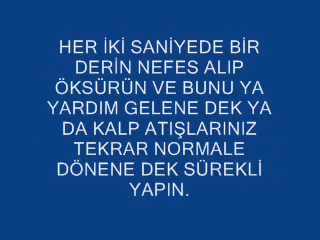 HER İKİ SANİYEDE BİR
DERİN NEFES ALIP
ÖKSÜRÜN VE BUNU YA
YARDIM GELENE DEK YA
DA KALP ATIŞLARINIZ
TEKRAR NORMALE
DÖNENE DEK SÜREKLİ
YAPIN.